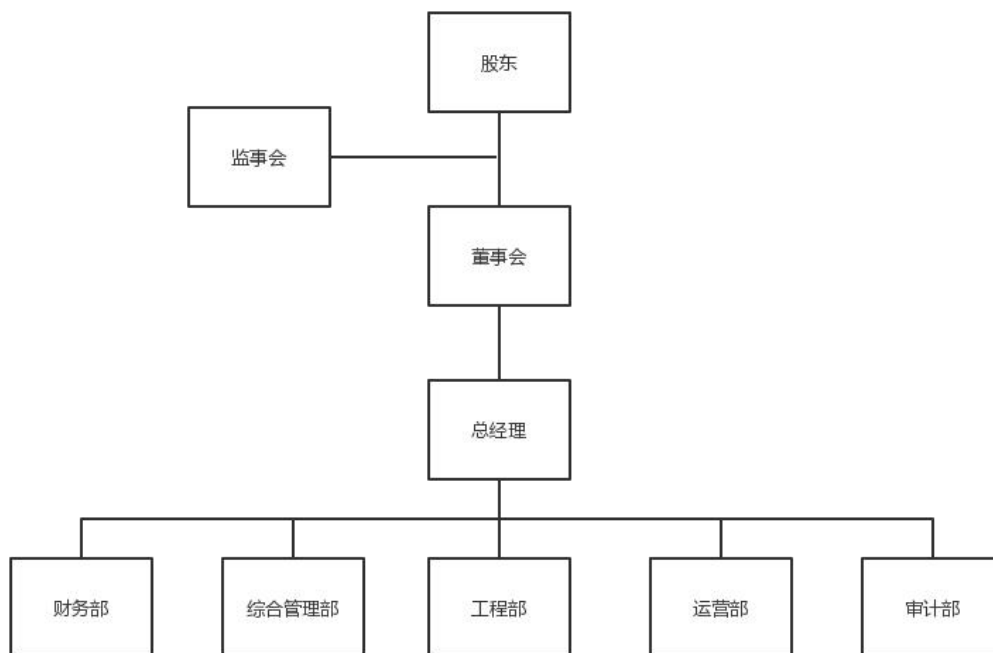 股东
监事会
董事会
总经理
财务部
综合管理部
工程部
运营部
审计部